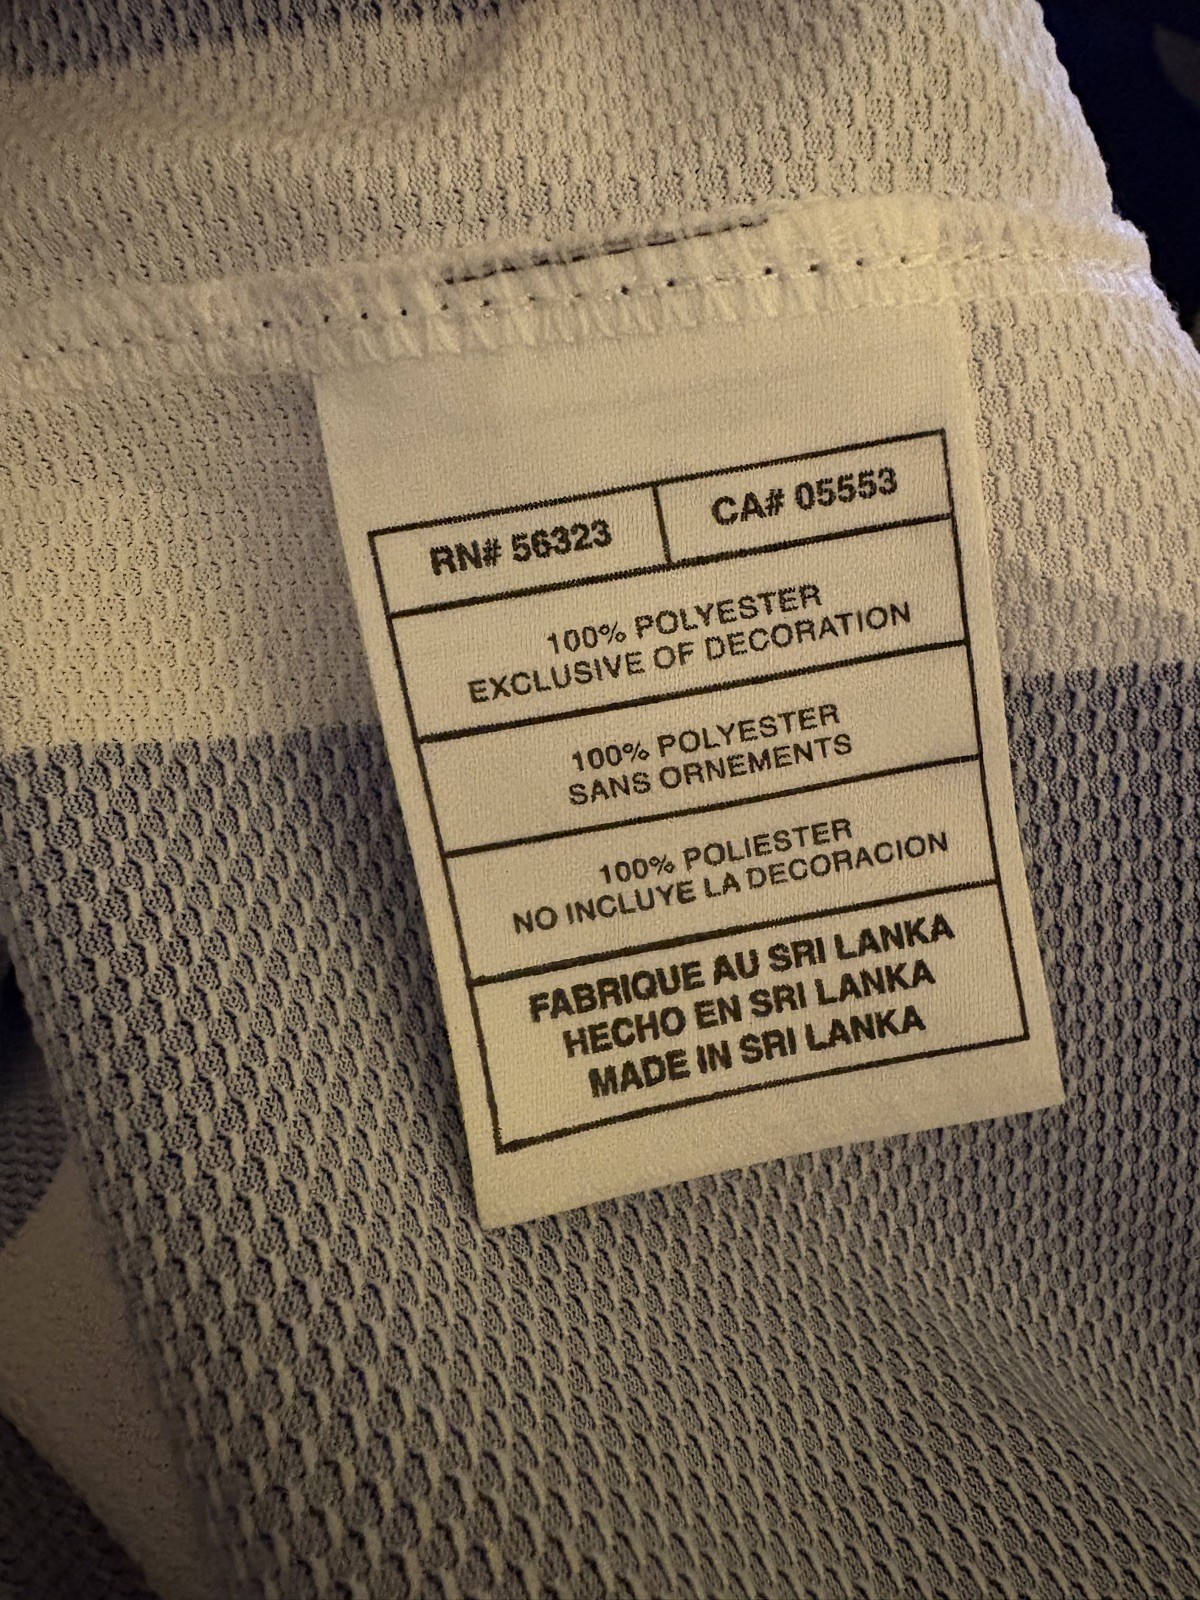 RN# 56323 CA# 05553
100% POLYESTER
EXCLUSIVE OF DECORATION
100% POLYESTER
SANS ORNEMENTS
100% POLIESTER
NO INCLUYE LA DECORACION
FABRIQUE AU SRI LANKA
HECHO EN SRI LANKA
MADE IN SRI LANKA